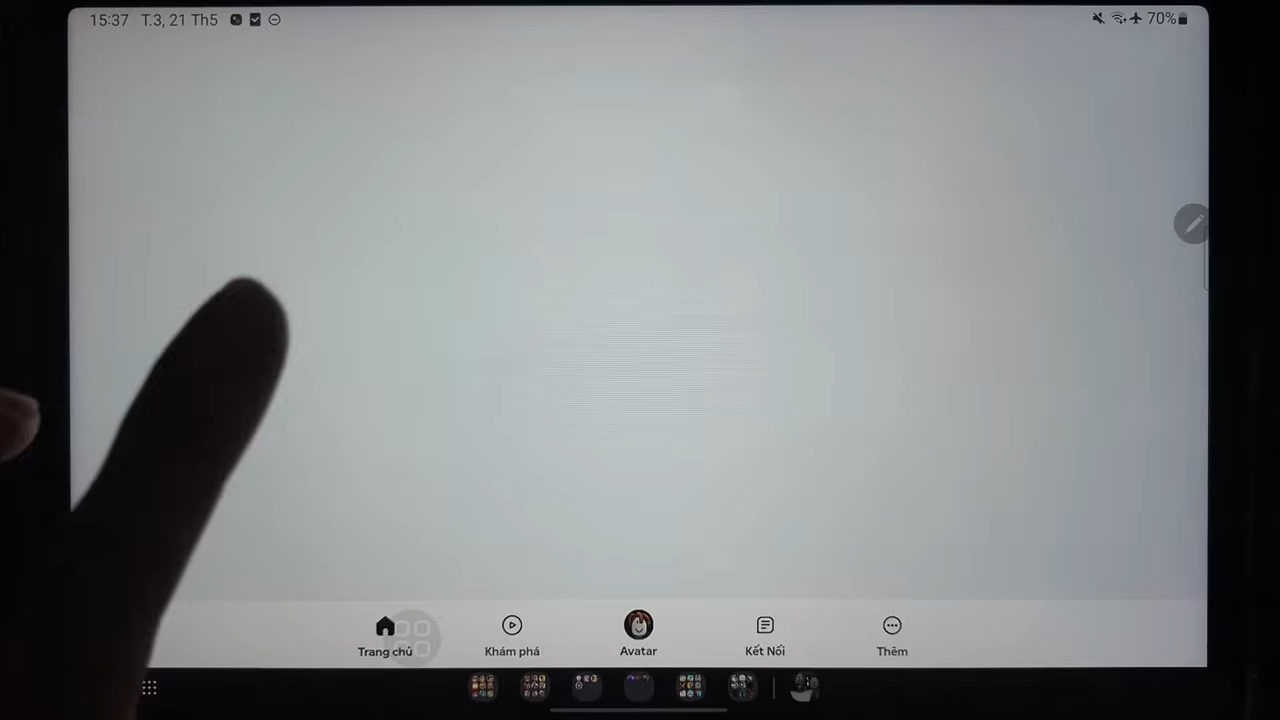 15:37 T.3, 21 Th5 70%
Trang chủ Khám phá Avatar Kết Nối Thêm